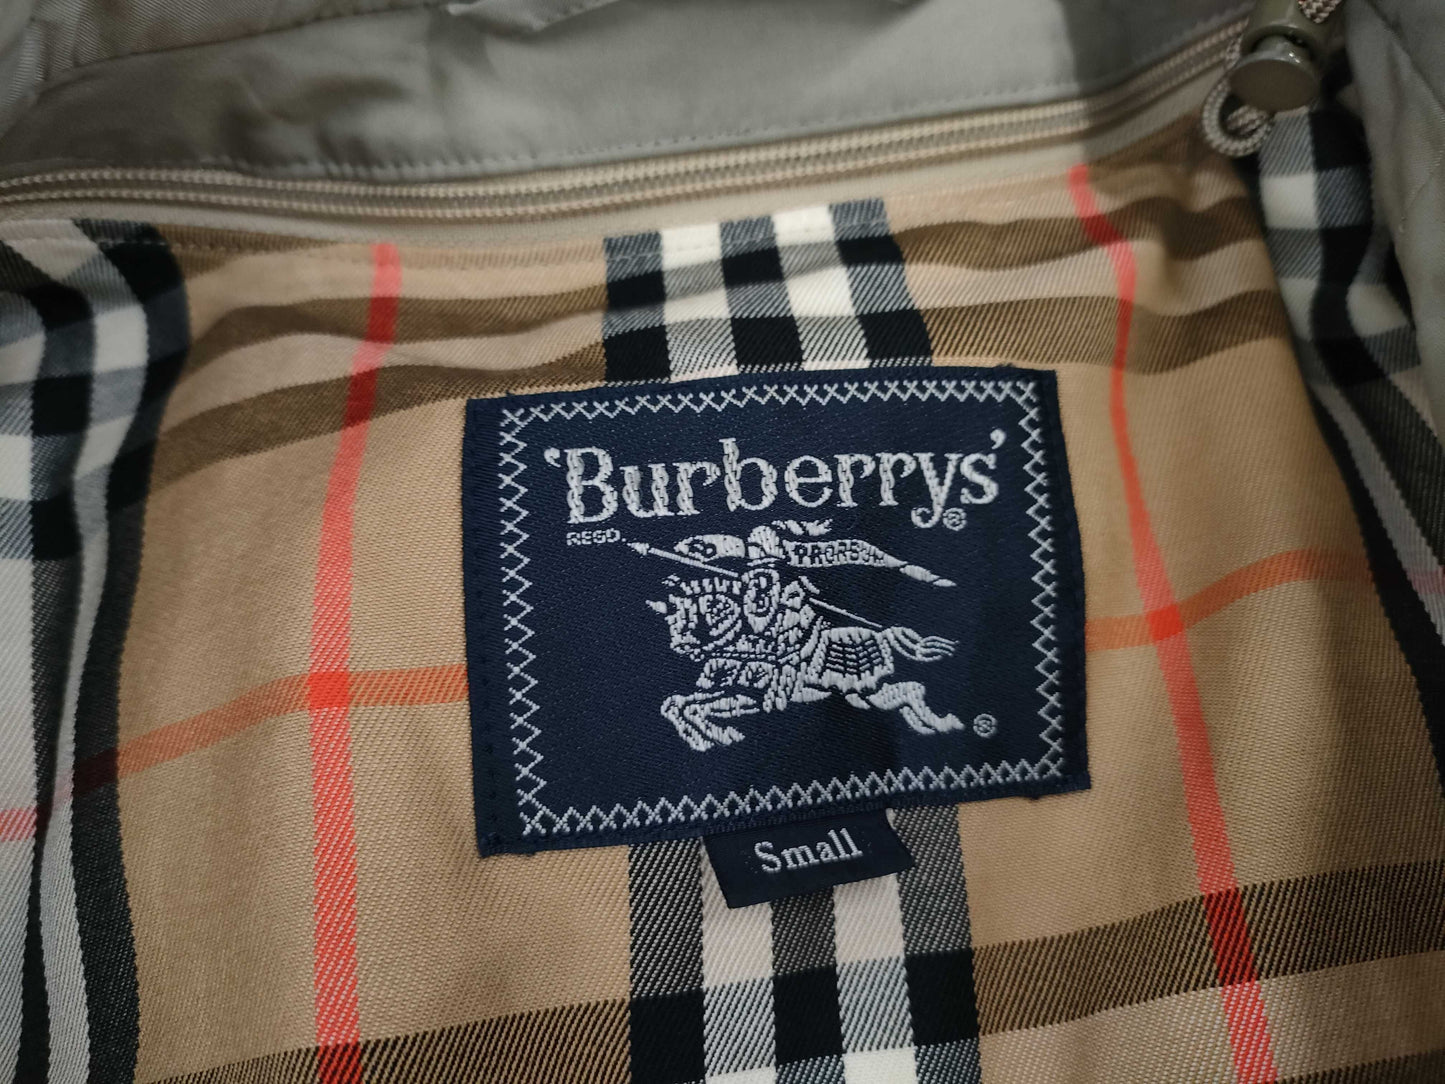 'Burberrys'®
REGD.
PRORSUM
®
Small